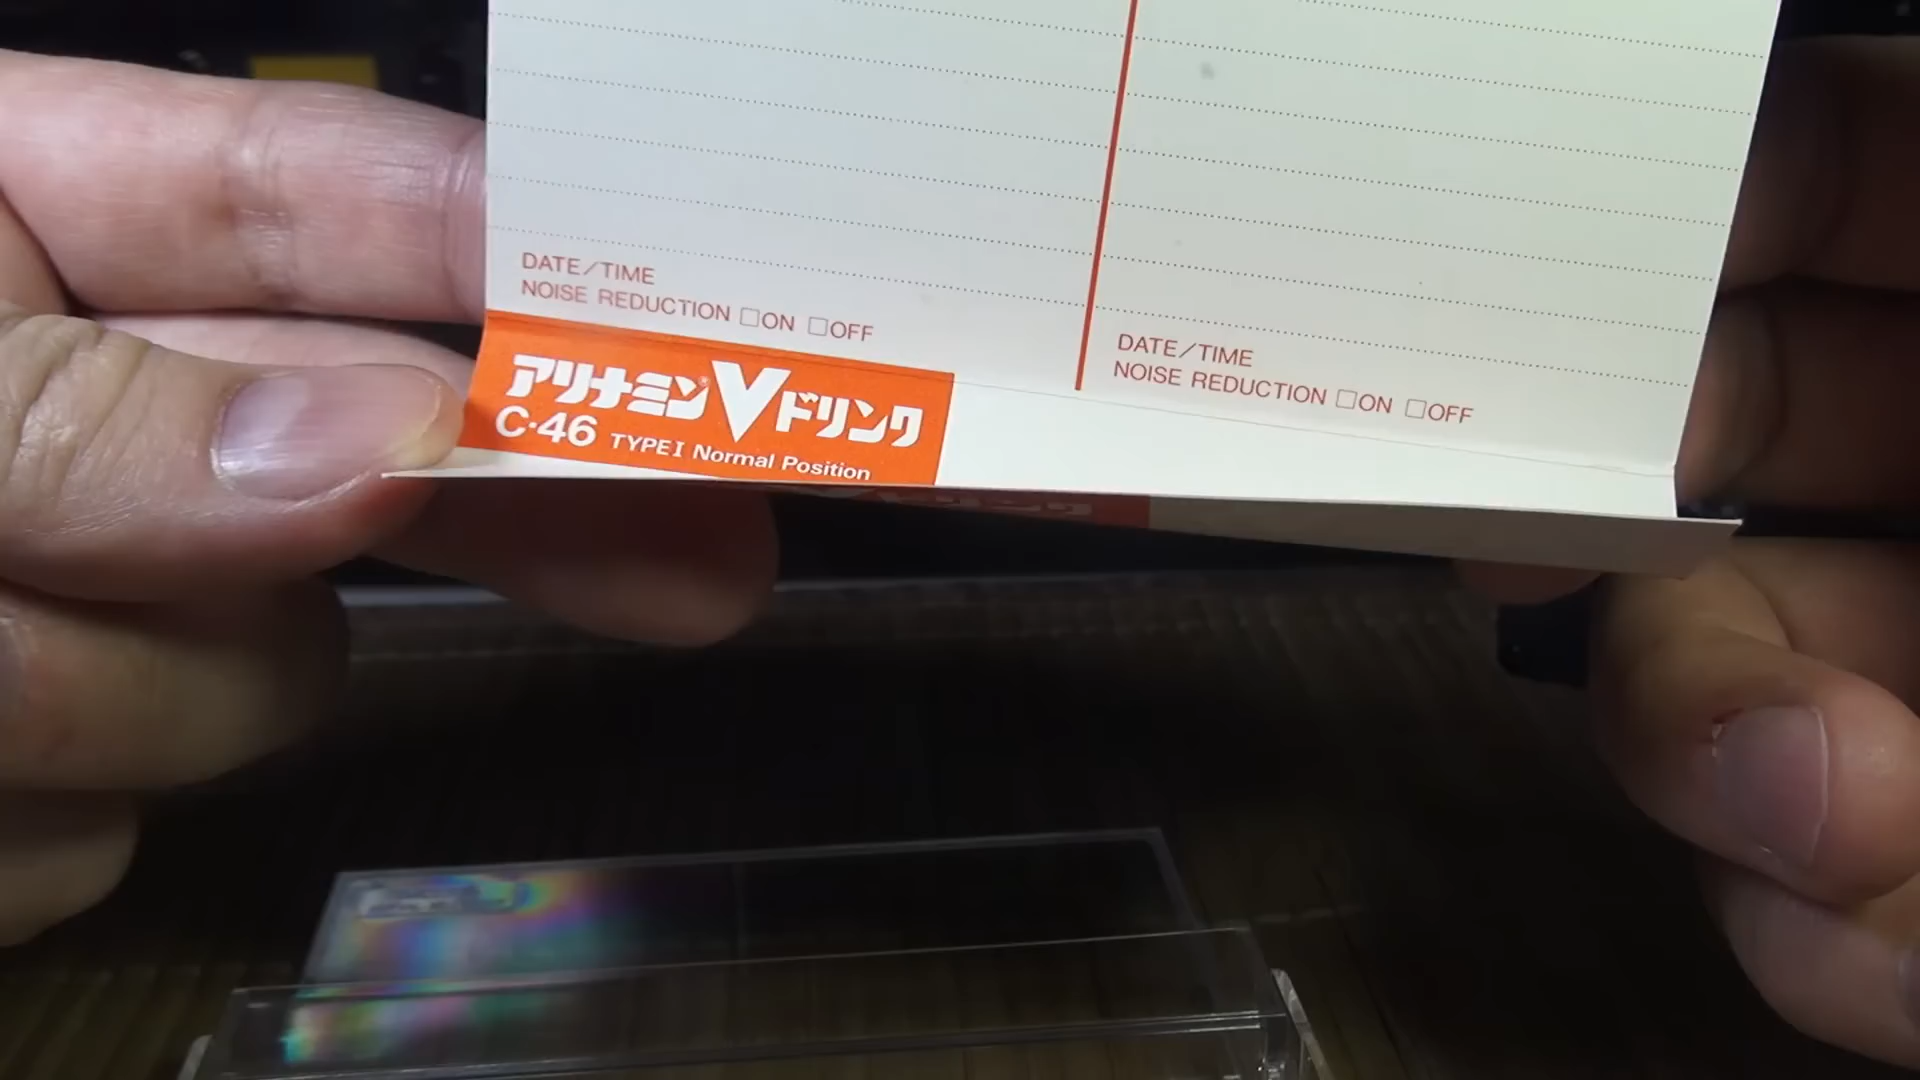 DATE/TIME
NOISE REDUCTION □ON □OFF
アリナミン®Vドリンク
C・46 TYPE I Normal Position
DATE/TIME
NOISE REDUCTION □ON □OFF